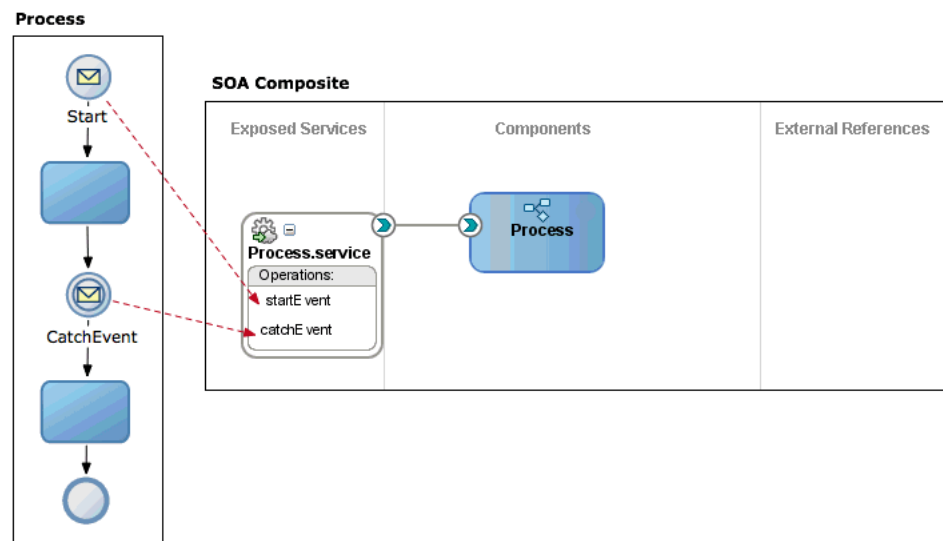 Process
Start
CatchEvent
SOA Composite
Exposed Services
Components
External References
Process.service
Operations:
startE vent
catchE vent
Process